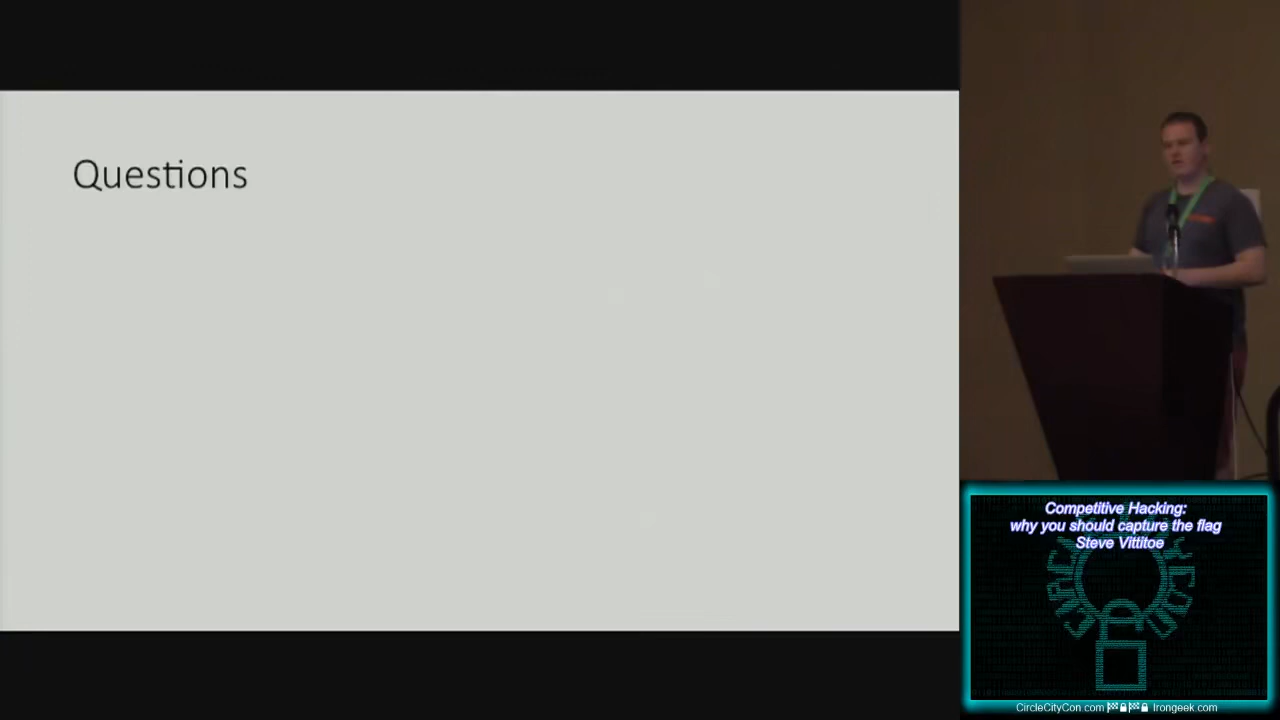 Questions
Competitive Hacking:
why you should capture the flag
Steve Vittitoe
CircleCityCon.com
Irongeek.com